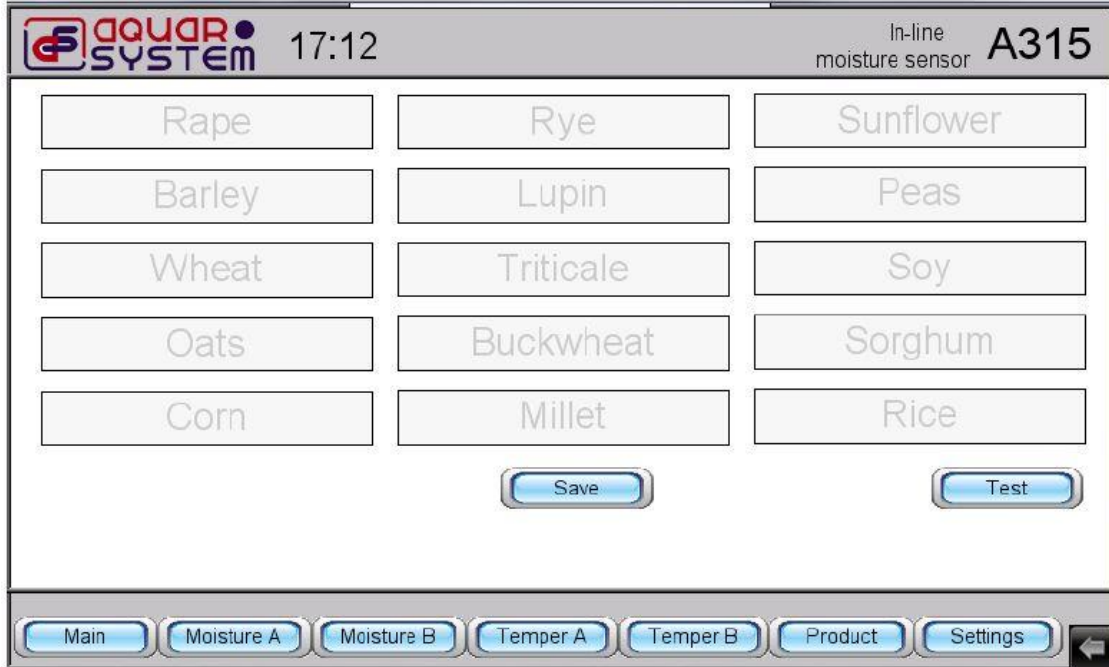 aquar system 17:12 In-line moisture sensor A315
Rape Rye Sunflower
Barley Lupin Peas
Wheat Triticale Soy
Oats Buckwheat Sorghum
Corn Millet Rice
Save Test
Main Moisture A Moisture B Temper A Temper B Product Settings